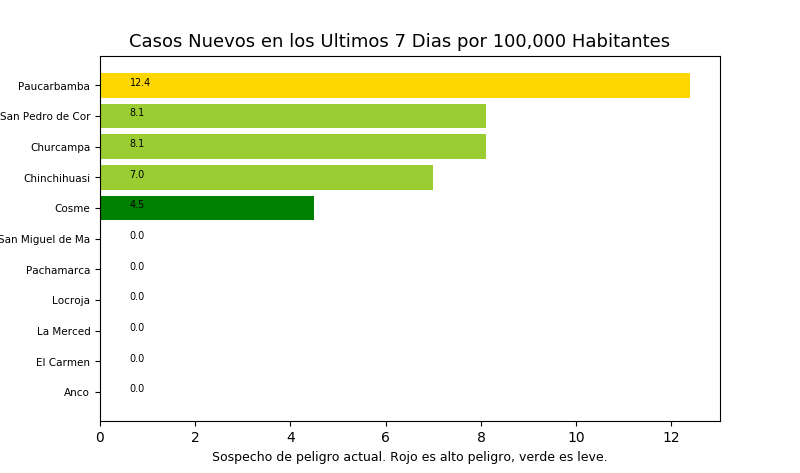 Casos Nuevos en los Ultimos 7 Dias por 100,000 Habitantes
Paucarbamba 12.4
San Pedro de Cor 8.1
Churcampa 8.1
Chinchihuasi 7.0
Cosme 4.5
San Miguel de Ma 0.0
Pachamarca 0.0
Locroja 0.0
La Merced 0.0
El Carmen 0.0
Anco 0.0
0 2 4 6 8 10 12
Sospecho de peligro actual. Rojo es alto peligro, verde es leve.